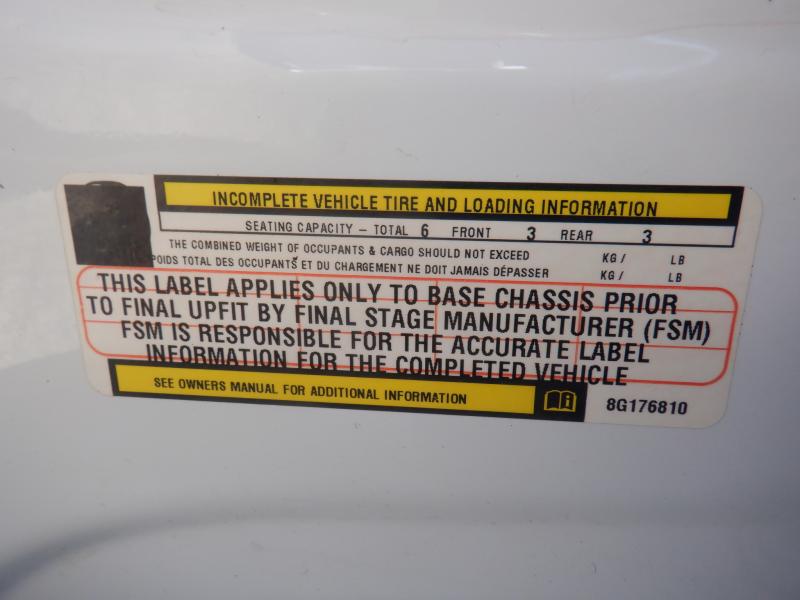 INCOMPLETE VEHICLE TIRE AND LOADING INFORMATION
SEATING CAPACITY – TOTAL 6 FRONT 3 REAR 3
THE COMBINED WEIGHT OF OCCUPANTS & CARGO SHOULD NOT EXCEED KG / LB
POIDS TOTAL DES OCCUPANTS ET DU CHARGEMENT NE DOIT JAMAIS DÉPASSER KG / LB
THIS LABEL APPLIES ONLY TO BASE CHASSIS PRIOR
TO FINAL UPFIT BY FINAL STAGE MANUFACTURER (FSM)
FSM IS RESPONSIBLE FOR THE ACCURATE LABEL
INFORMATION FOR THE COMPLETED VEHICLE
SEE OWNERS MANUAL FOR ADDITIONAL INFORMATION
8G176810